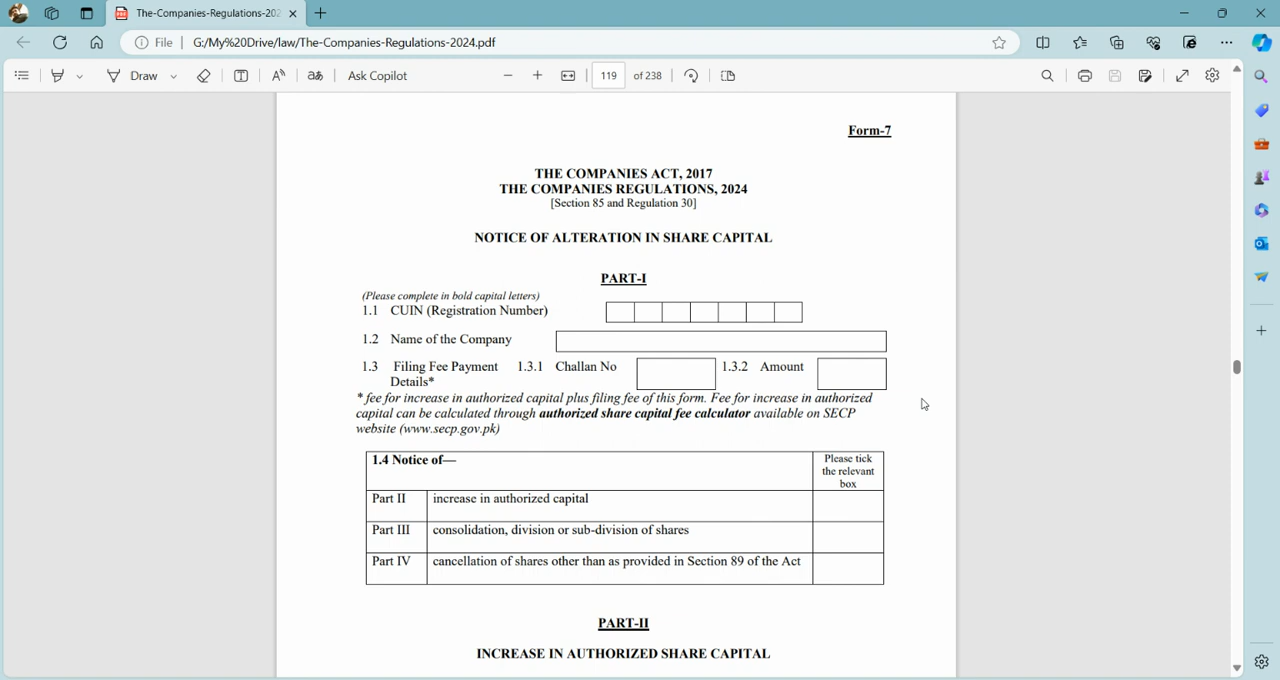 The-Companies-Regulations-202
File
G:/My%20Drive/law/The-Companies-Regulations-2024.pdf
Draw
aあ
Ask Copilot
119 of 238
Form-7
THE COMPANIES ACT, 2017
THE COMPANIES REGULATIONS, 2024
[Section 85 and Regulation 30]
NOTICE OF ALTERATION IN SHARE CAPITAL
PART-I
(Please complete in bold capital letters)
1.1 CUIN (Registration Number)
1.2 Name of the Company
1.3 Filing Fee Payment 1.3.1 Challan No 1.3.2 Amount
Details*
* fee for increase in authorized capital plus filing fee of this form. Fee for increase in authorized
capital can be calculated through authorized share capital fee calculator available on SECP
website (www.secp.gov.pk)
1.4 Notice of— Please tick
the relevant
box
Part II increase in authorized capital
Part III consolidation, division or sub-division of shares
Part IV cancellation of shares other than as provided in Section 89 of the Act
PART-II
INCREASE IN AUTHORIZED SHARE CAPITAL